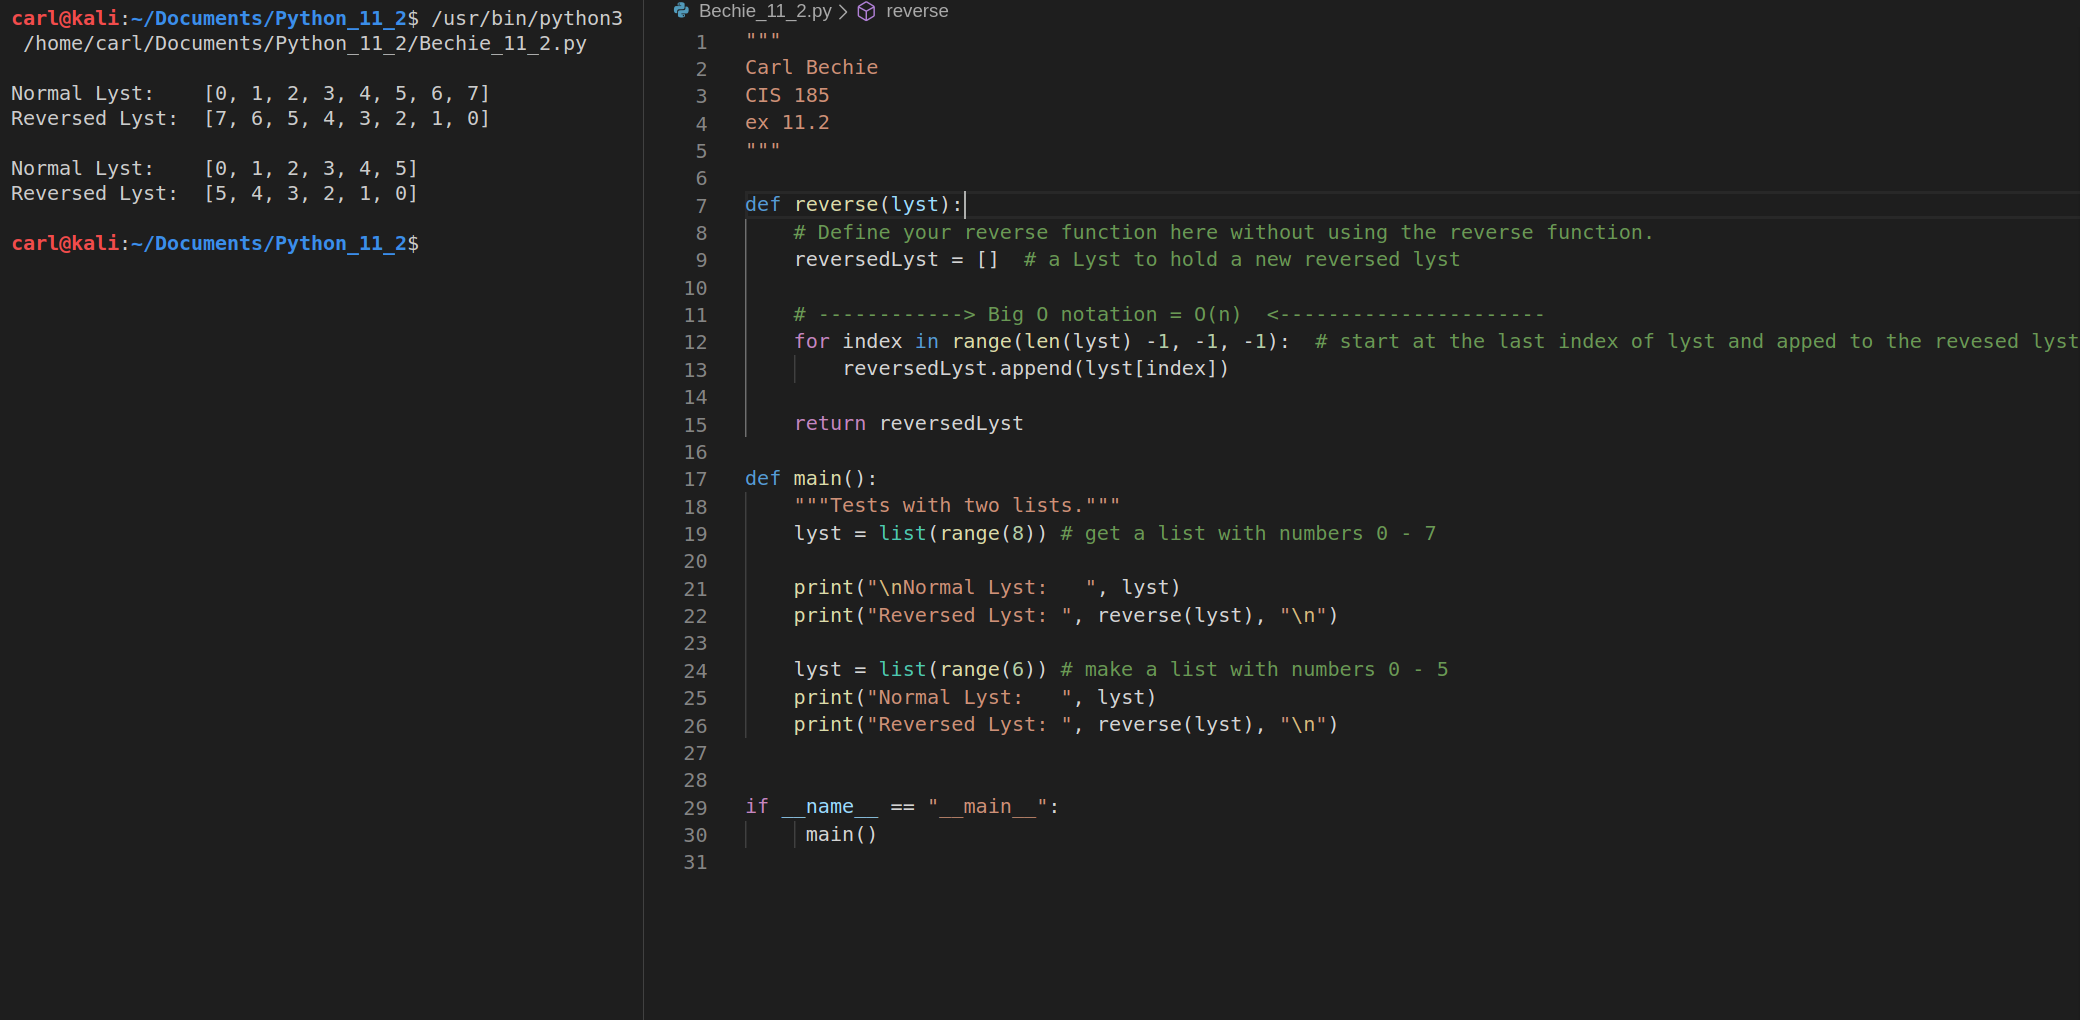 carl@kali:~/Documents/Python_11_2$ /usr/bin/python3
 /home/carl/Documents/Python_11_2/Bechie_11_2.py

Normal Lyst:    [0, 1, 2, 3, 4, 5, 6, 7]
Reversed Lyst:  [7, 6, 5, 4, 3, 2, 1, 0]

Normal Lyst:    [0, 1, 2, 3, 4, 5]
Reversed Lyst:  [5, 4, 3, 2, 1, 0]

carl@kali:~/Documents/Python_11_2$
Bechie_11_2.py > reverse
1 """
2 Carl Bechie
3 CIS 185
4 ex 11.2
5 """
6
7 def reverse(lyst):
8     # Define your reverse function here without using the reverse function.
9     reversedLyst = []  # a Lyst to hold a new reversed lyst
10
11     # ------------> Big O notation = O(n)  <----------------------
12     for index in range(len(lyst) -1, -1, -1):  # start at the last index of lyst and apped to the revesed lyst
13         reversedLyst.append(lyst[index])
14
15     return reversedLyst
16
17 def main():
18     """Tests with two lists."""
19     lyst = list(range(8)) # get a list with numbers 0 - 7
20
21     print("\nNormal Lyst:   ", lyst)
22     print("Reversed Lyst: ", reverse(lyst), "\n")
23
24     lyst = list(range(6)) # make a list with numbers 0 - 5
25     print("Normal Lyst:   ", lyst)
26     print("Reversed Lyst: ", reverse(lyst), "\n")
27
28
29 if __name__ == "__main__":
30      main()
31